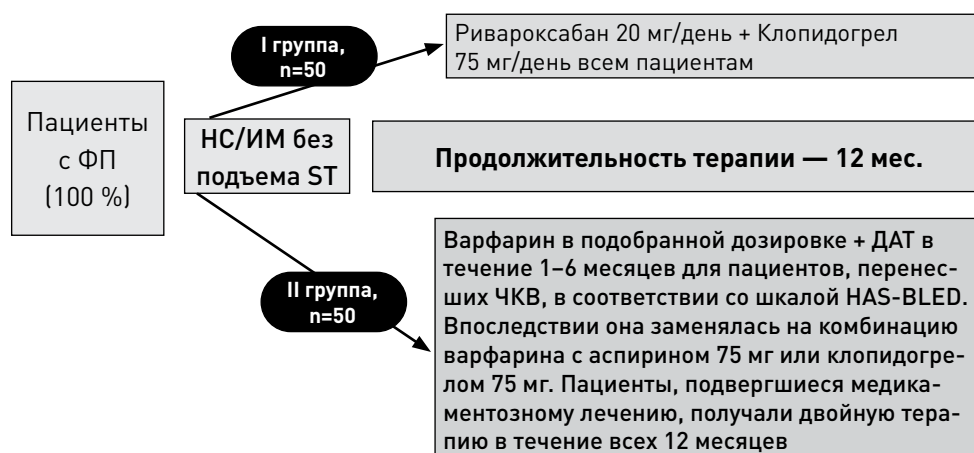 Пациенты
с ФП
(100 %)
НС/ИМ без
подъема ST
I группа,
n=50
Ривароксабан 20 мг/день + Клопидогрел
75 мг/день всем пациентам
Продолжительность терапии — 12 мес.
II группа,
n=50
Варфарин в подобранной дозировке + ДАТ в
течение 1–6 месяцев для пациентов, перенес-
ших ЧКВ, в соответствии со шкалой HAS-BLED.
Впоследствии она заменялась на комбинацию
варфарина с аспирином 75 мг или клопидогре-
лом 75 мг. Пациенты, подвергшиеся медика-
ментозному лечению, получали двойную тера-
пию в течение всех 12 месяцев